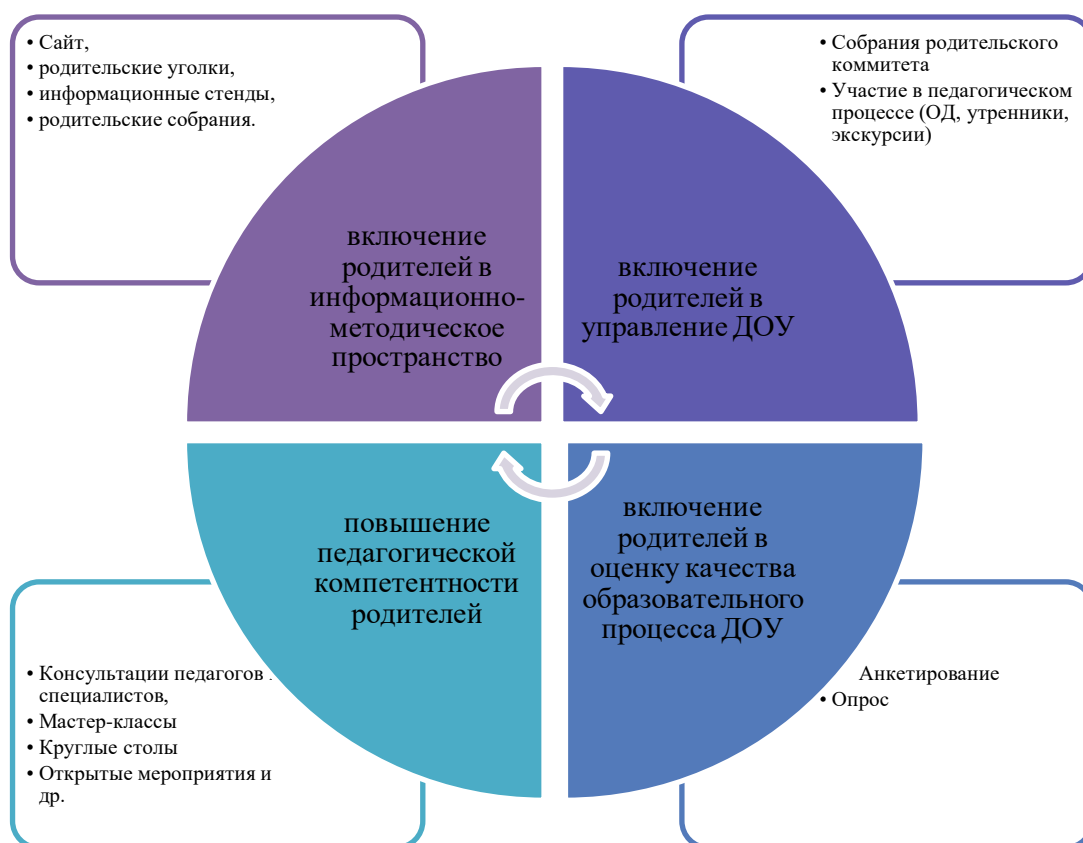 • Сайт,
• родительские уголки,
• информационные стенды,
• родительские собрания.
• Собрания родительского
коммитета
• Участие в педагогическом
процессе (ОД, утренники,
экскурсии)
включение
родителей в
информационно-
методическое
пространство
включение
родителей в
управление ДОУ
повышение
педагогической
компетентности
родителей
включение
родителей в
оценку качества
образовательного
процесса ДОУ
• Консультации педагогов
специалистов,
• Мастер-классы
• Круглые столы
• Открытые мероприятия и
др.
Анкетирование
• Опрос